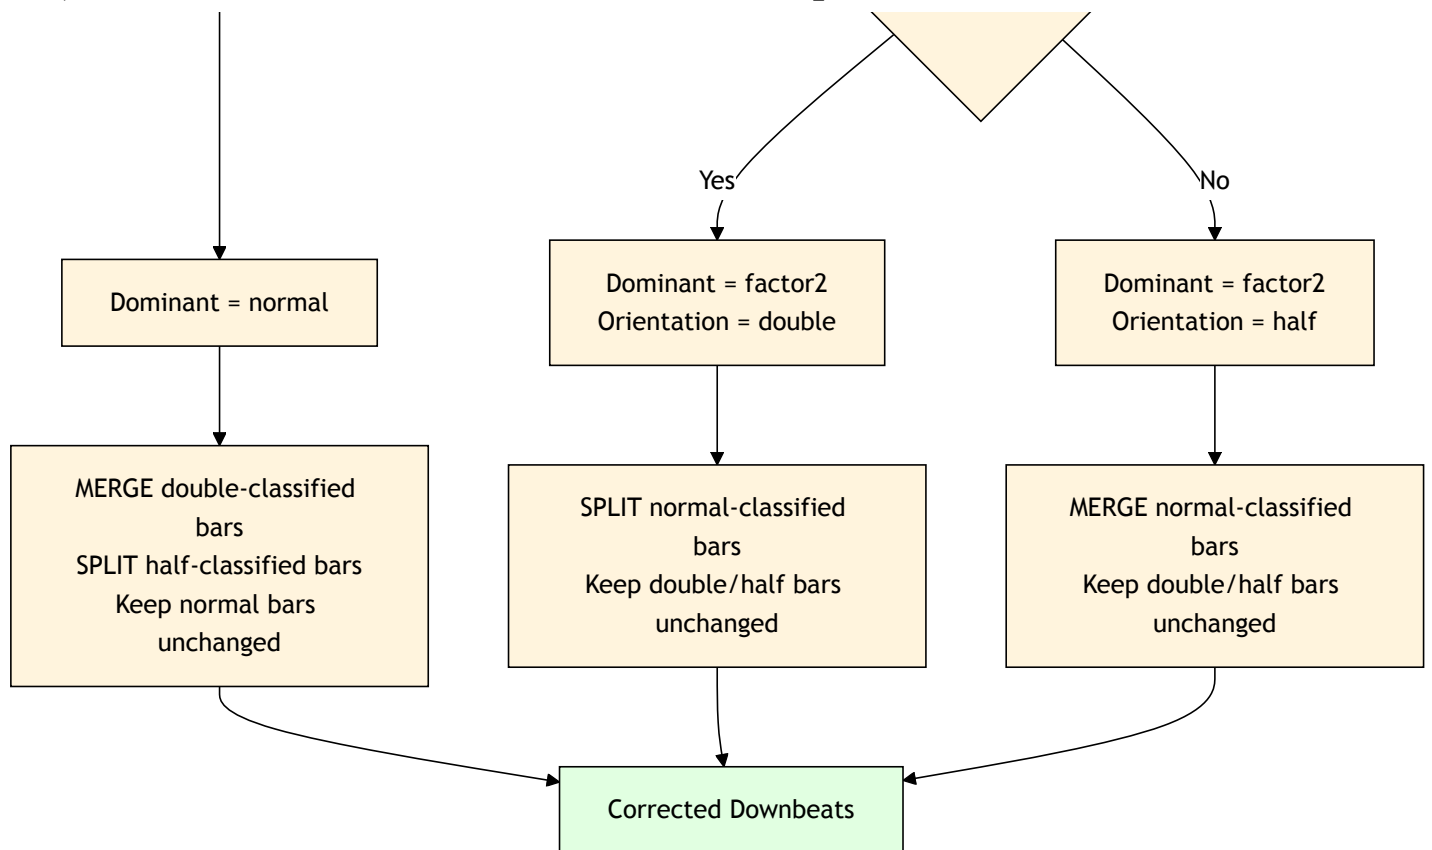 Yes
No
Dominant = normal
Dominant = factor2
Orientation = double
Dominant = factor2
Orientation = half
MERGE double-classified
bars
SPLIT half-classified bars
Keep normal bars
unchanged
SPLIT normal-classified
bars
Keep double/half bars
unchanged
MERGE normal-classified
bars
Keep double/half bars
unchanged
Corrected Downbeats